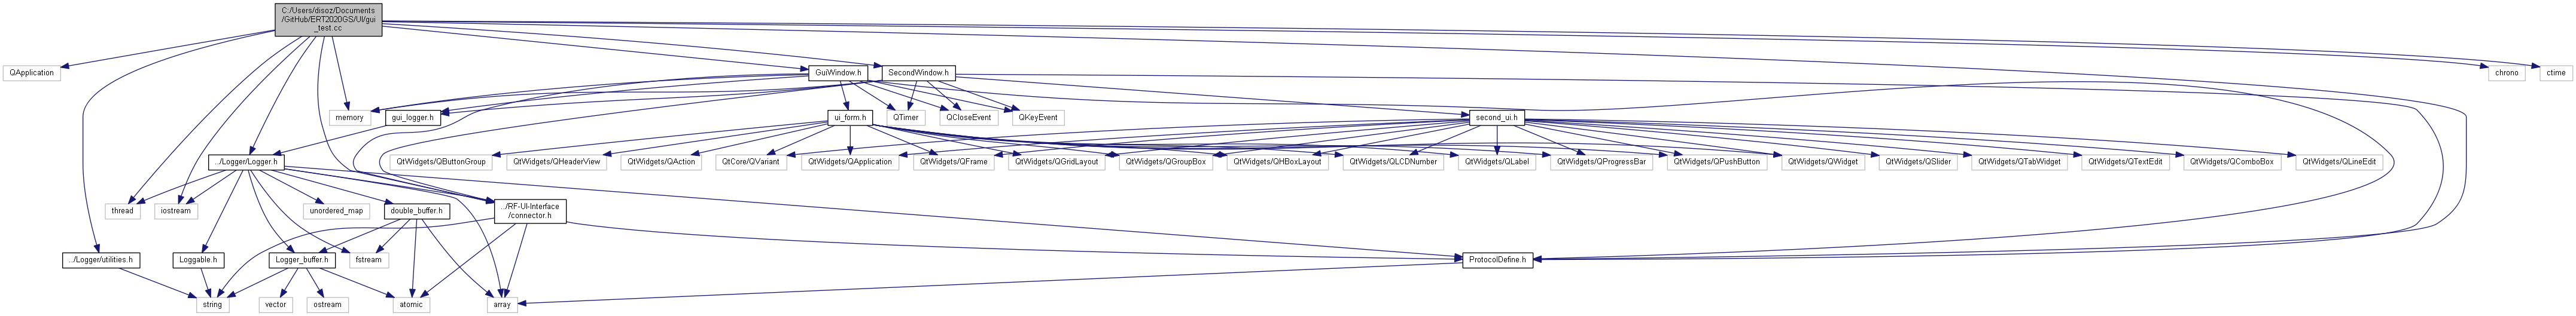 C:/Users/disoz/Documents
/GitHub/ERT2020GS/UI/gui
_test.cc
QApplication
GuiWindow.h
SecondWindow.h
chrono
ctime
memory
gui_logger.h
ui_form.h
QTimer
QCloseEvent
QKeyEvent
second_ui.h
../Logger/Logger.h
QtWidgets/QButtonGroup
QtWidgets/QHeaderView
QtWidgets/QAction
QtCore/QVariant
QtWidgets/QApplication
QtWidgets/QFrame
QtWidgets/QGridLayout
QtWidgets/QGroupBox
QtWidgets/QHBoxLayout
QtWidgets/QLCDNumber
QtWidgets/QLabel
QtWidgets/QProgressBar
QtWidgets/QPushButton
QtWidgets/QWidget
QtWidgets/QSlider
QtWidgets/QTabWidget
QtWidgets/QTextEdit
QtWidgets/QComboBox
QtWidgets/QLineEdit
thread
iostream
unordered_map
double_buffer.h
../RF-UI-Interface
/connector.h
../Logger/utilities.h
Loggable.h
Logger_buffer.h
fstream
ProtocolDefine.h
string
vector
ostream
atomic
array